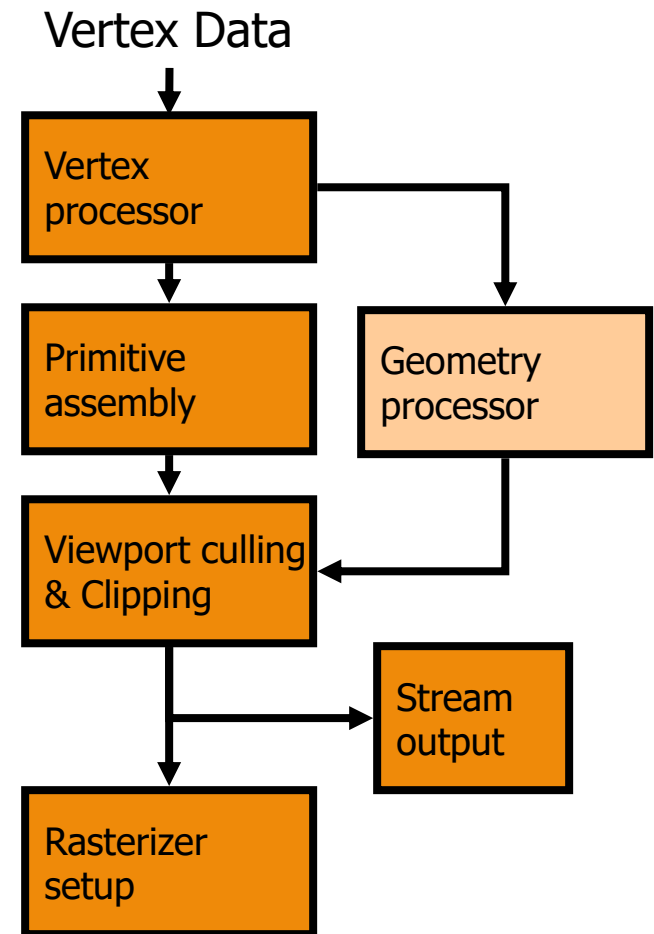 Vertex Data
Vertex
processor
Primitive
assembly
Geometry
processor
Viewport culling
& Clipping
Stream
output
Rasterizer
setup